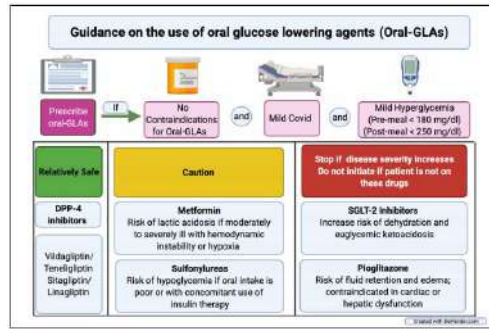 Guidance on the use of oral glucose lowering agents (Oral-GLAs)
Prescribe
oral-GLAs
If
No
Contraindications
for Oral-GLAs
and
Mild Covid
and
Mild Hyperglycemia
(Pre-meal < 180 mg/dl)
(Post-meal < 250 mg/dl)
Relatively Safe
Caution
Stop if disease severity increases
Do not initiate if patient is not on
these drugs
DPP-4
inhibitors
Vildagliptin/
Teneligliptin
Sitagliptin/
Linagliptin
Metformin
Risk of lactic acidosis if moderately
to severely ill with hemodynamic
instability or hypoxia
Sulfonylureas
Risk of hypoglycemia if oral intake is
poor or with concomitant use of
insulin therapy
SGLT-2 inhibitors
Increase risk of dehydration and
euglycemic ketoacidosis
Pioglitazone
Risk of fluid retention and edema;
contraindicated in cardiac or
hepatic dysfunction
Created with BioRender.com